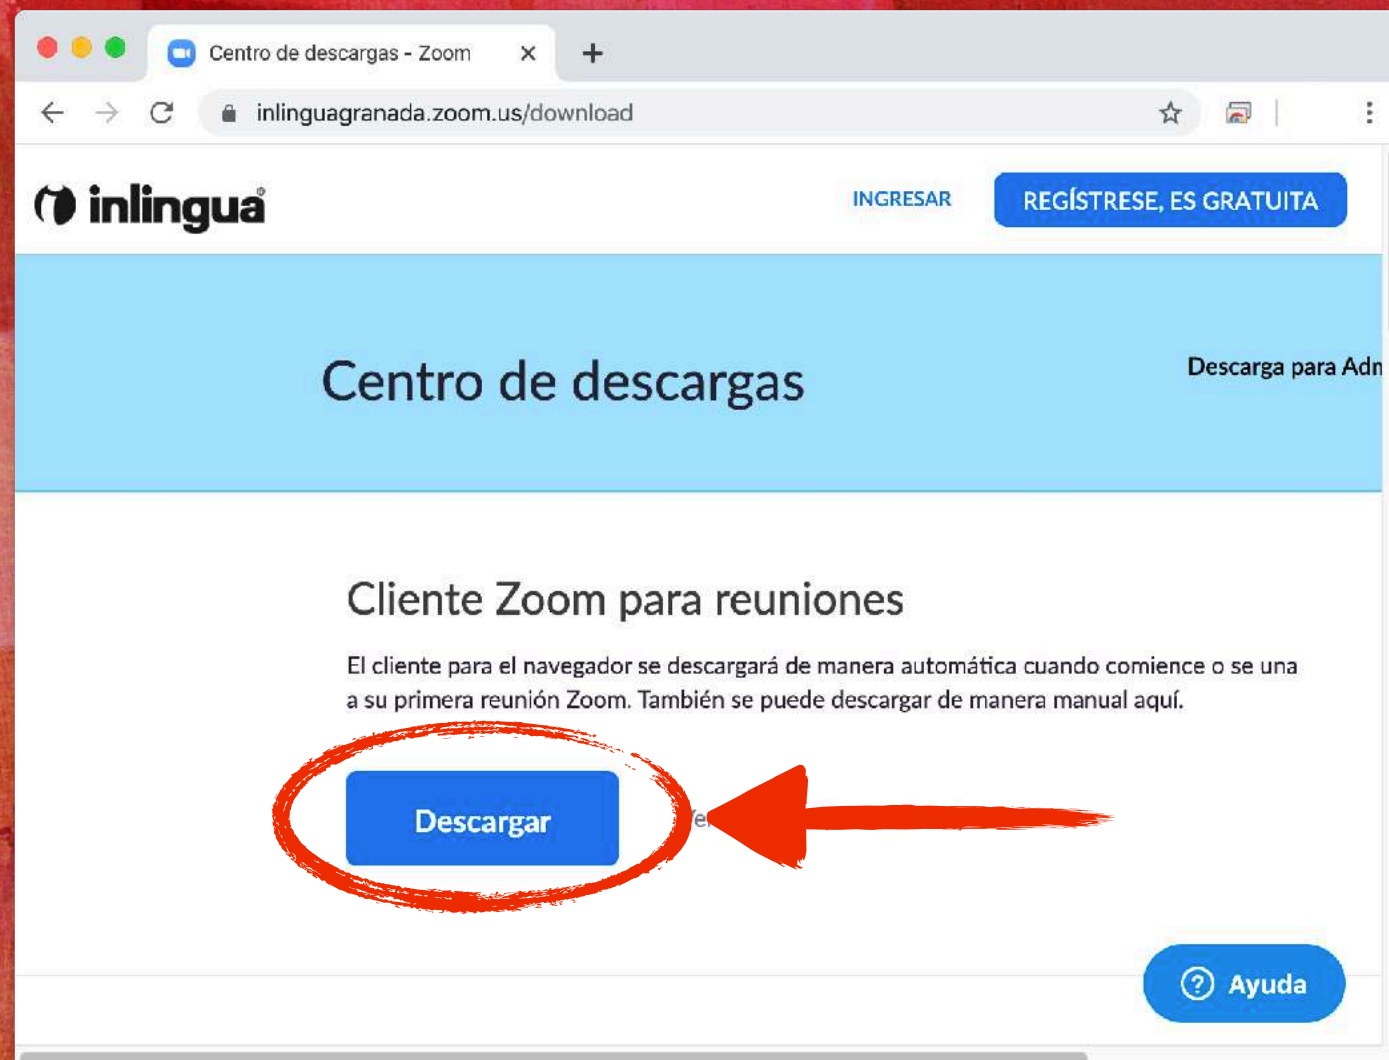 Centro de descargas - Zoom
inlinguagranada.zoom.us/download
inlingua®
INGRESAR
REGÍSTRESE, ES GRATUITA
Centro de descargas
Descarga para Adm
Cliente Zoom para reuniones
El cliente para el navegador se descargará de manera automática cuando comience o se una
a su primera reunión Zoom. También se puede descargar de manera manual aquí.
Descargar
? Ayuda